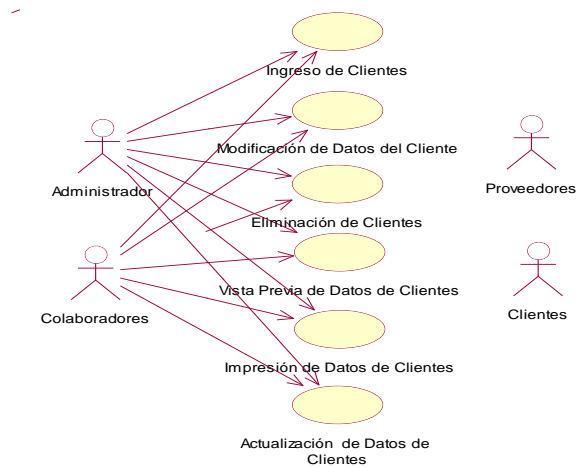 Ingreso de Clientes
Modificación de Datos del Cliente
Administrador
Proveedores
Eliminación de Clientes
Vista Previa de Datos de Clientes
Colaboradores
Clientes
Impresión de Datos de Clientes
Actualización de Datos de
Clientes